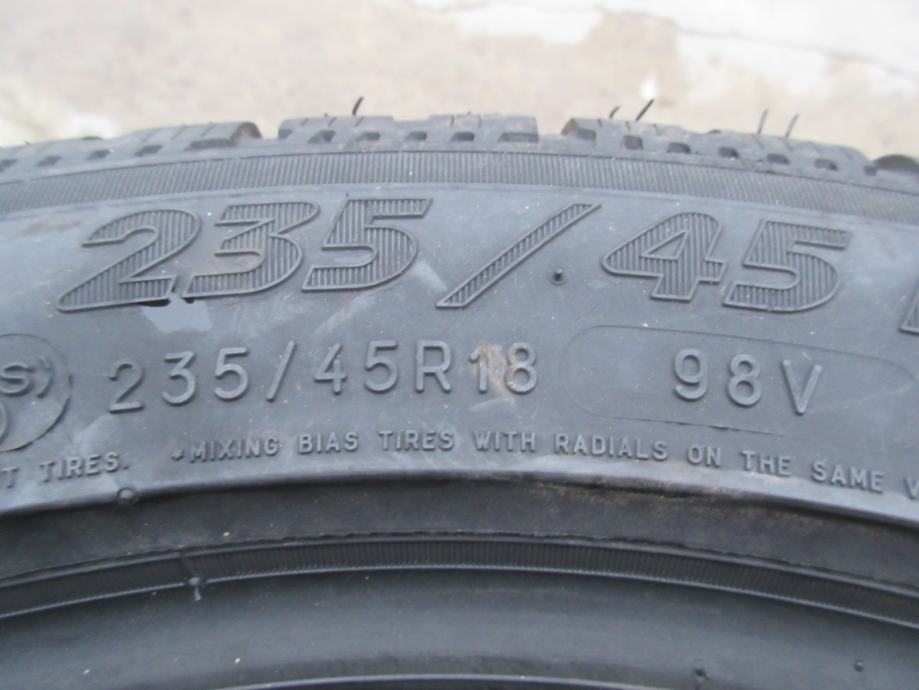 235/45
S)
235/45R18 98V
T TIRES. *MIXING BIAS TIRES WITH RADIALS ON THE SAME V